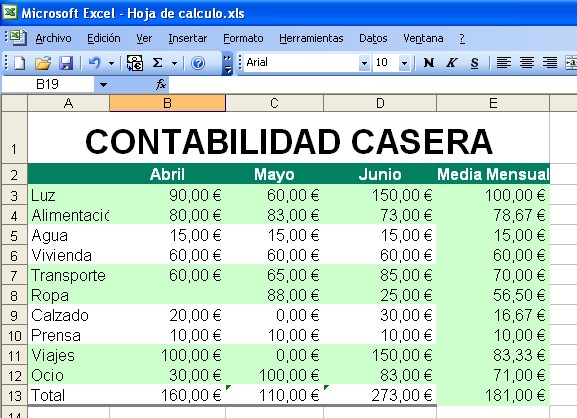 Microsoft Excel - Hoja de calculo.xls
Archivo Edición Ver Insertar Formato Herramientas Datos Ventana ?
Arial 10 N K S
B19 fx
A B C D E
1 CONTABILIDAD CASERA
2 Abril Mayo Junio Media Mensual
3 Luz 90,00 € 60,00 € 150,00 € 100,00 €
4 Alimentació 80,00 € 83,00 € 73,00 € 78,67 €
5 Agua 15,00 € 15,00 € 15,00 € 15,00 €
6 Vivienda 60,00 € 60,00 € 60,00 € 60,00 €
7 Transporte 60,00 € 65,00 € 85,00 € 70,00 €
8 Ropa 88,00 € 25,00 € 56,50 €
9 Calzado 20,00 € 0,00 € 30,00 € 16,67 €
10 Prensa 10,00 € 10,00 € 10,00 € 10,00 €
11 Viajes 100,00 € 0,00 € 150,00 € 83,33 €
12 Ocio 30,00 € 100,00 € 83,00 € 71,00 €
13 Total 160,00 € 110,00 € 273,00 € 181,00 €